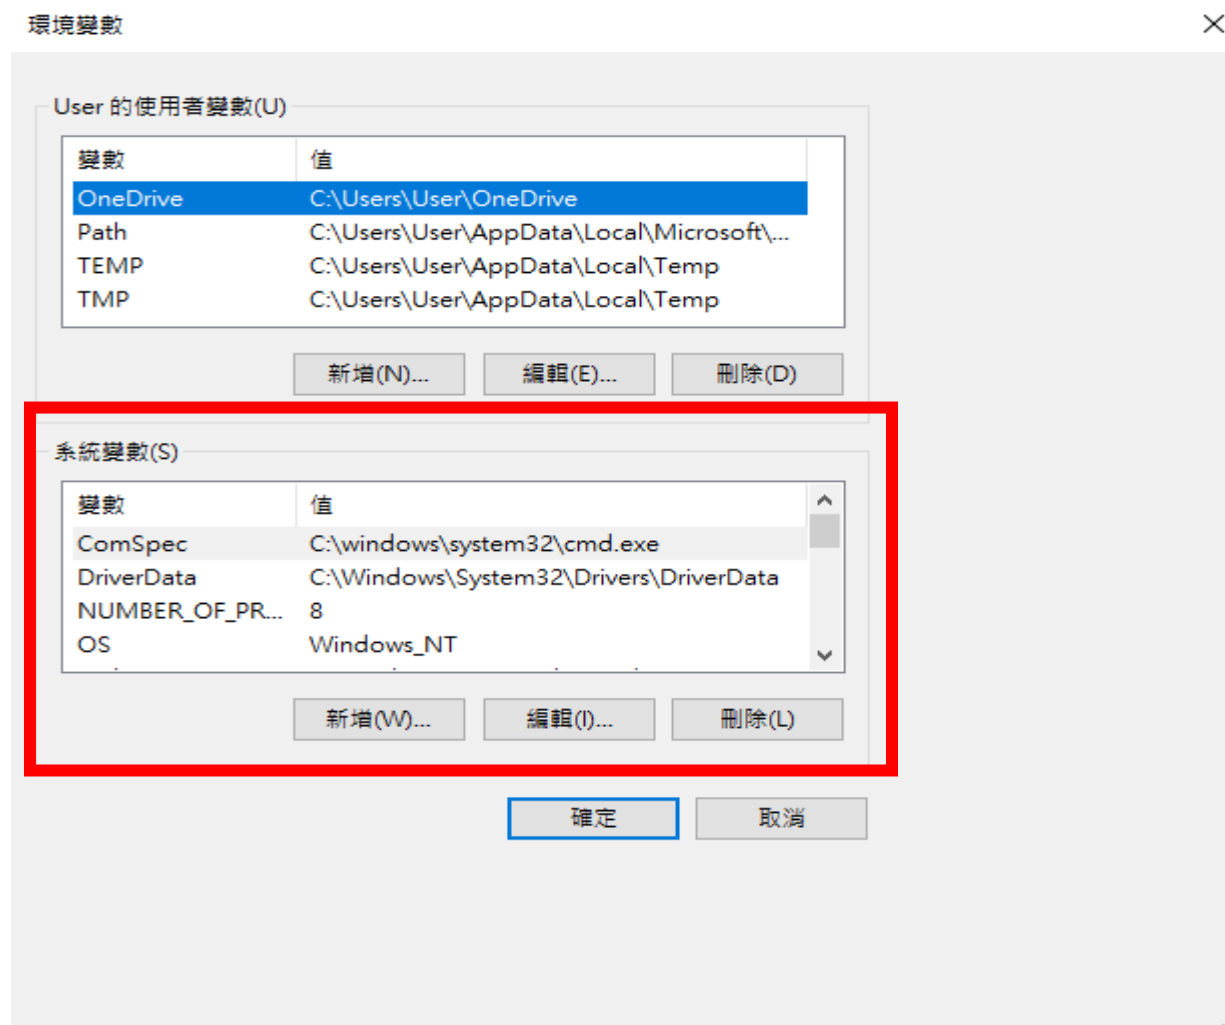 環境變數
User 的使用者變數(U)
變數 值
OneDrive C:\Users\User\OneDrive
Path C:\Users\User\AppData\Local\Microsoft\...
TEMP C:\Users\User\AppData\Local\Temp
TMP C:\Users\User\AppData\Local\Temp
新增(N)... 編輯(E)... 刪除(D)
系統變數(S)
變數 值
ComSpec C:\windows\system32\cmd.exe
DriverData C:\Windows\System32\Drivers\DriverData
NUMBER_OF_PR... 8
OS Windows_NT
新增(W)... 編輯(I)... 刪除(L)
確定 取消